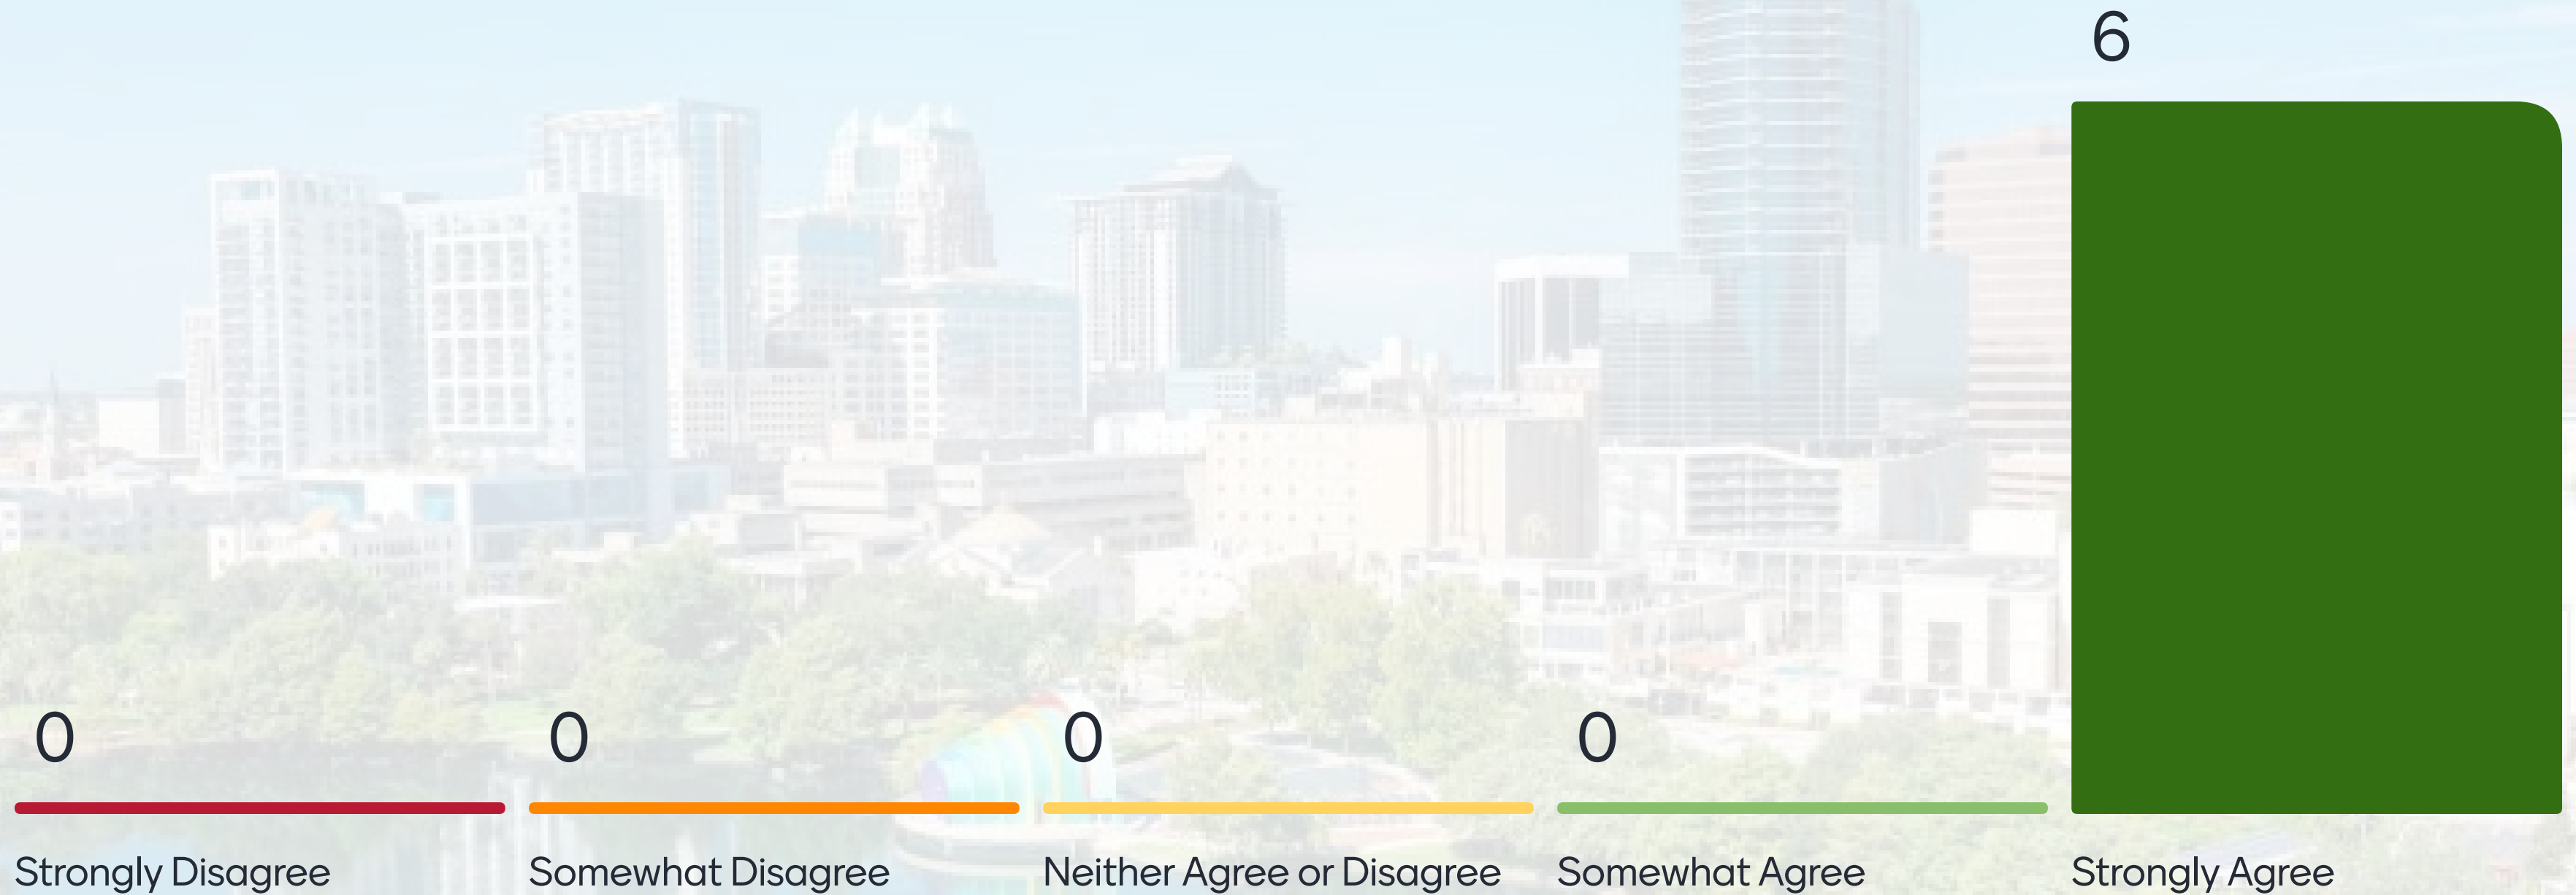 6
0
0
0
0
Strongly Disagree
Somewhat Disagree
Neither Agree or Disagree
Somewhat Agree
Strongly Agree